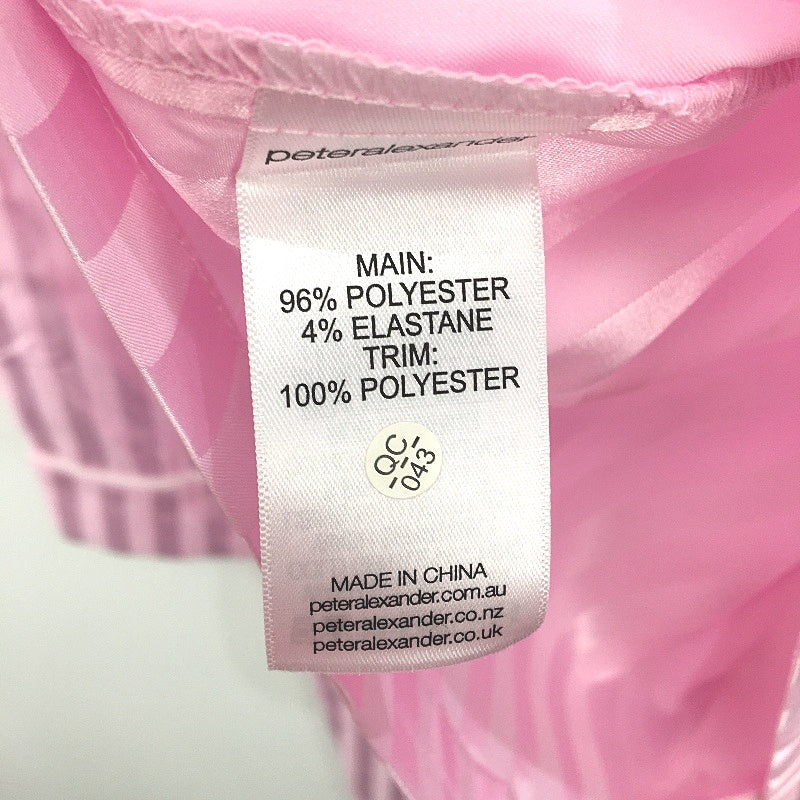 peteralexander
MAIN:
96% POLYESTER
4% ELASTANE
TRIM:
100% POLYESTER
-QC-
-043
MADE IN CHINA
peteralexander.com.au
peteralexander.co.nz
peteralexander.co.uk